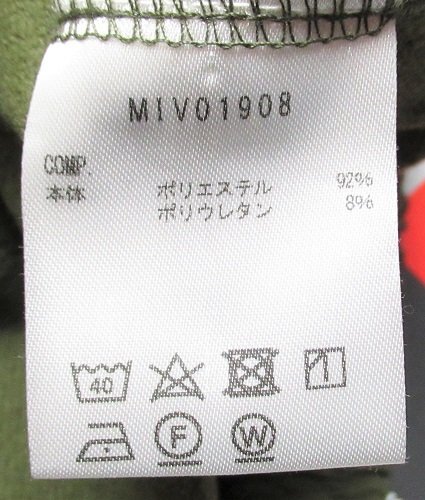 MIV01908
COMP.
本体 ポリエステル 92%
ポリウレタン 8%
40
F W